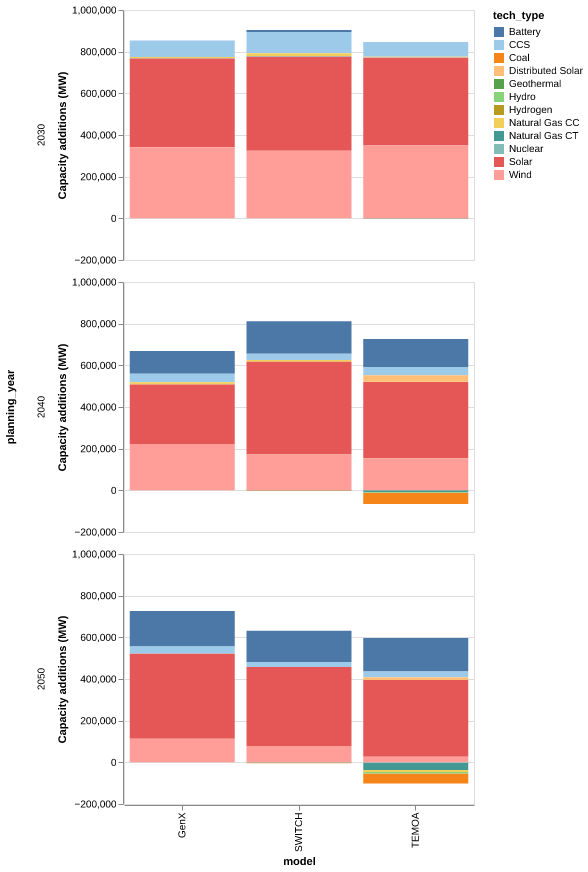 tech_type
Battery
CCS
Coal
Distributed Solar
Geothermal
Hydro
Hydrogen
Natural Gas CC
Natural Gas CT
Nuclear
Solar
Wind
planning_year
2030
Capacity additions (MW)
1,000,000
800,000
600,000
400,000
200,000
0
−200,000
2040
Capacity additions (MW)
1,000,000
800,000
600,000
400,000
200,000
0
−200,000
2050
Capacity additions (MW)
1,000,000
800,000
600,000
400,000
200,000
0
−200,000
GenX
SWITCH
TEMOA
model